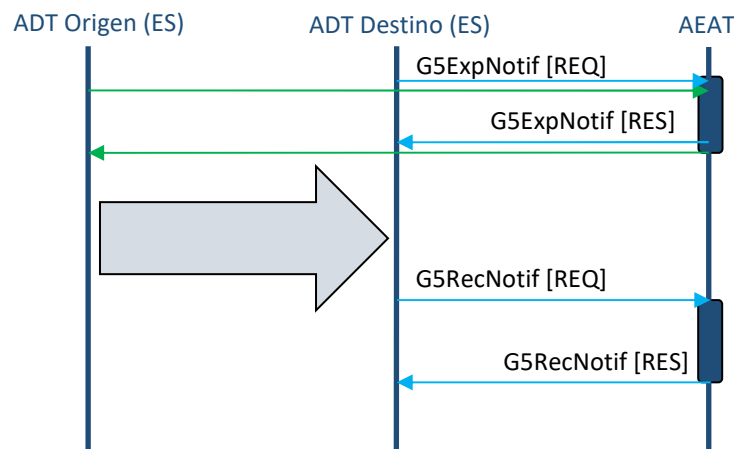 ADT Origen (ES)
ADT Destino (ES)
AEAT
G5ExpNotif [REQ]
G5ExpNotif [RES]
G5RecNotif [REQ]
G5RecNotif [RES]